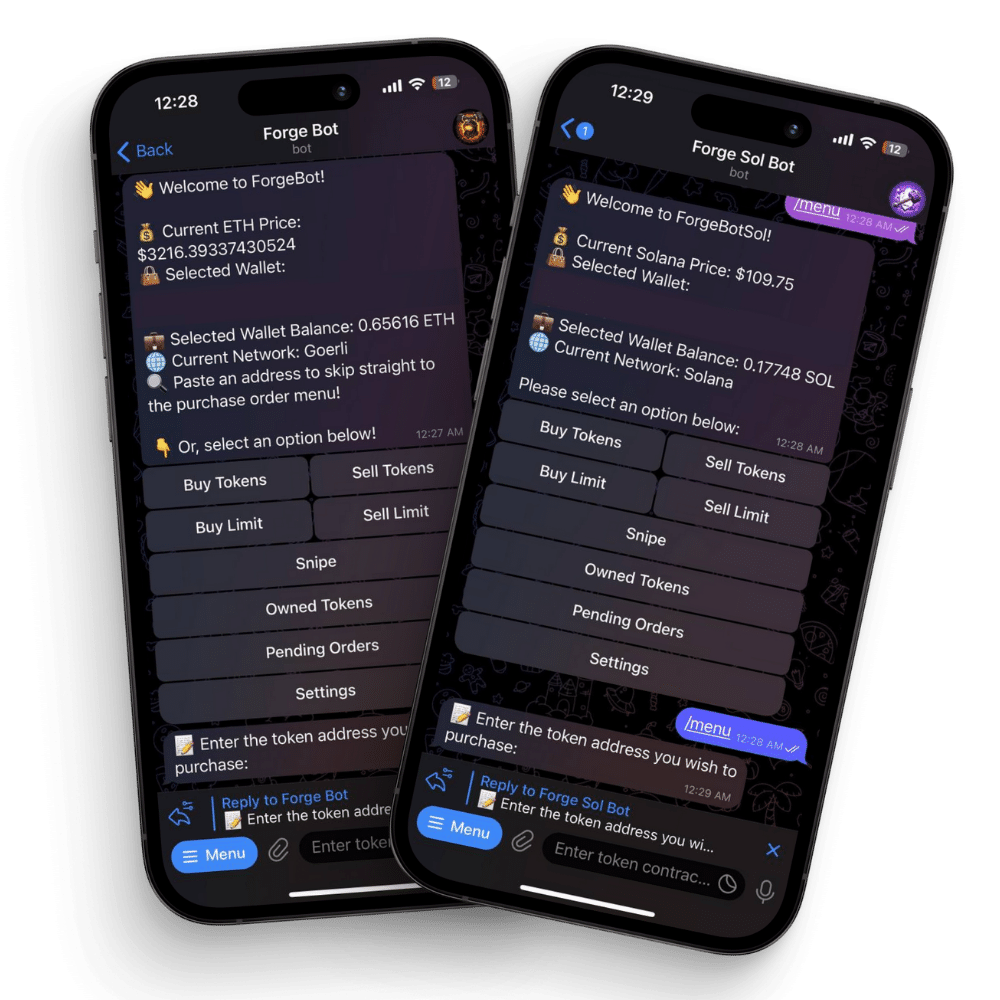 12:28
12
Back
Forge Bot
bot
👋 Welcome to ForgeBot!
💰 Current ETH Price:
$3216.39337430524
👜 Selected Wallet:
💼 Selected Wallet Balance: 0.65616 ETH
🌐 Current Network: Goerli
🔍 Paste an address to skip straight to
the purchase order menu!
👇 Or, select an option below!
12:27 AM
Buy Tokens
Sell Tokens
Buy Limit
Sell Limit
Snipe
Owned Tokens
Pending Orders
Settings
📝 Enter the token address you
purchase:
Reply to Forge Bot
📝 Enter the token addre
Menu
Enter toke
12:29
12
1
Forge Sol Bot
bot
/menu 12:28 AM
👋 Welcome to ForgeBotSol!
💰 Current Solana Price: $109.75
👜 Selected Wallet:
💼 Selected Wallet Balance: 0.17748 SOL
🌐 Current Network: Solana
Please select an option below:
12:28 AM
Buy Tokens
Sell Tokens
Buy Limit
Sell Limit
Snipe
Owned Tokens
Pending Orders
Settings
/menu 12:28 AM
📝 Enter the token address you wish to
purchase:
12:29 AM
Reply to Forge Sol Bot
📝 Enter the token address you wi...
Menu
Enter token contrac...